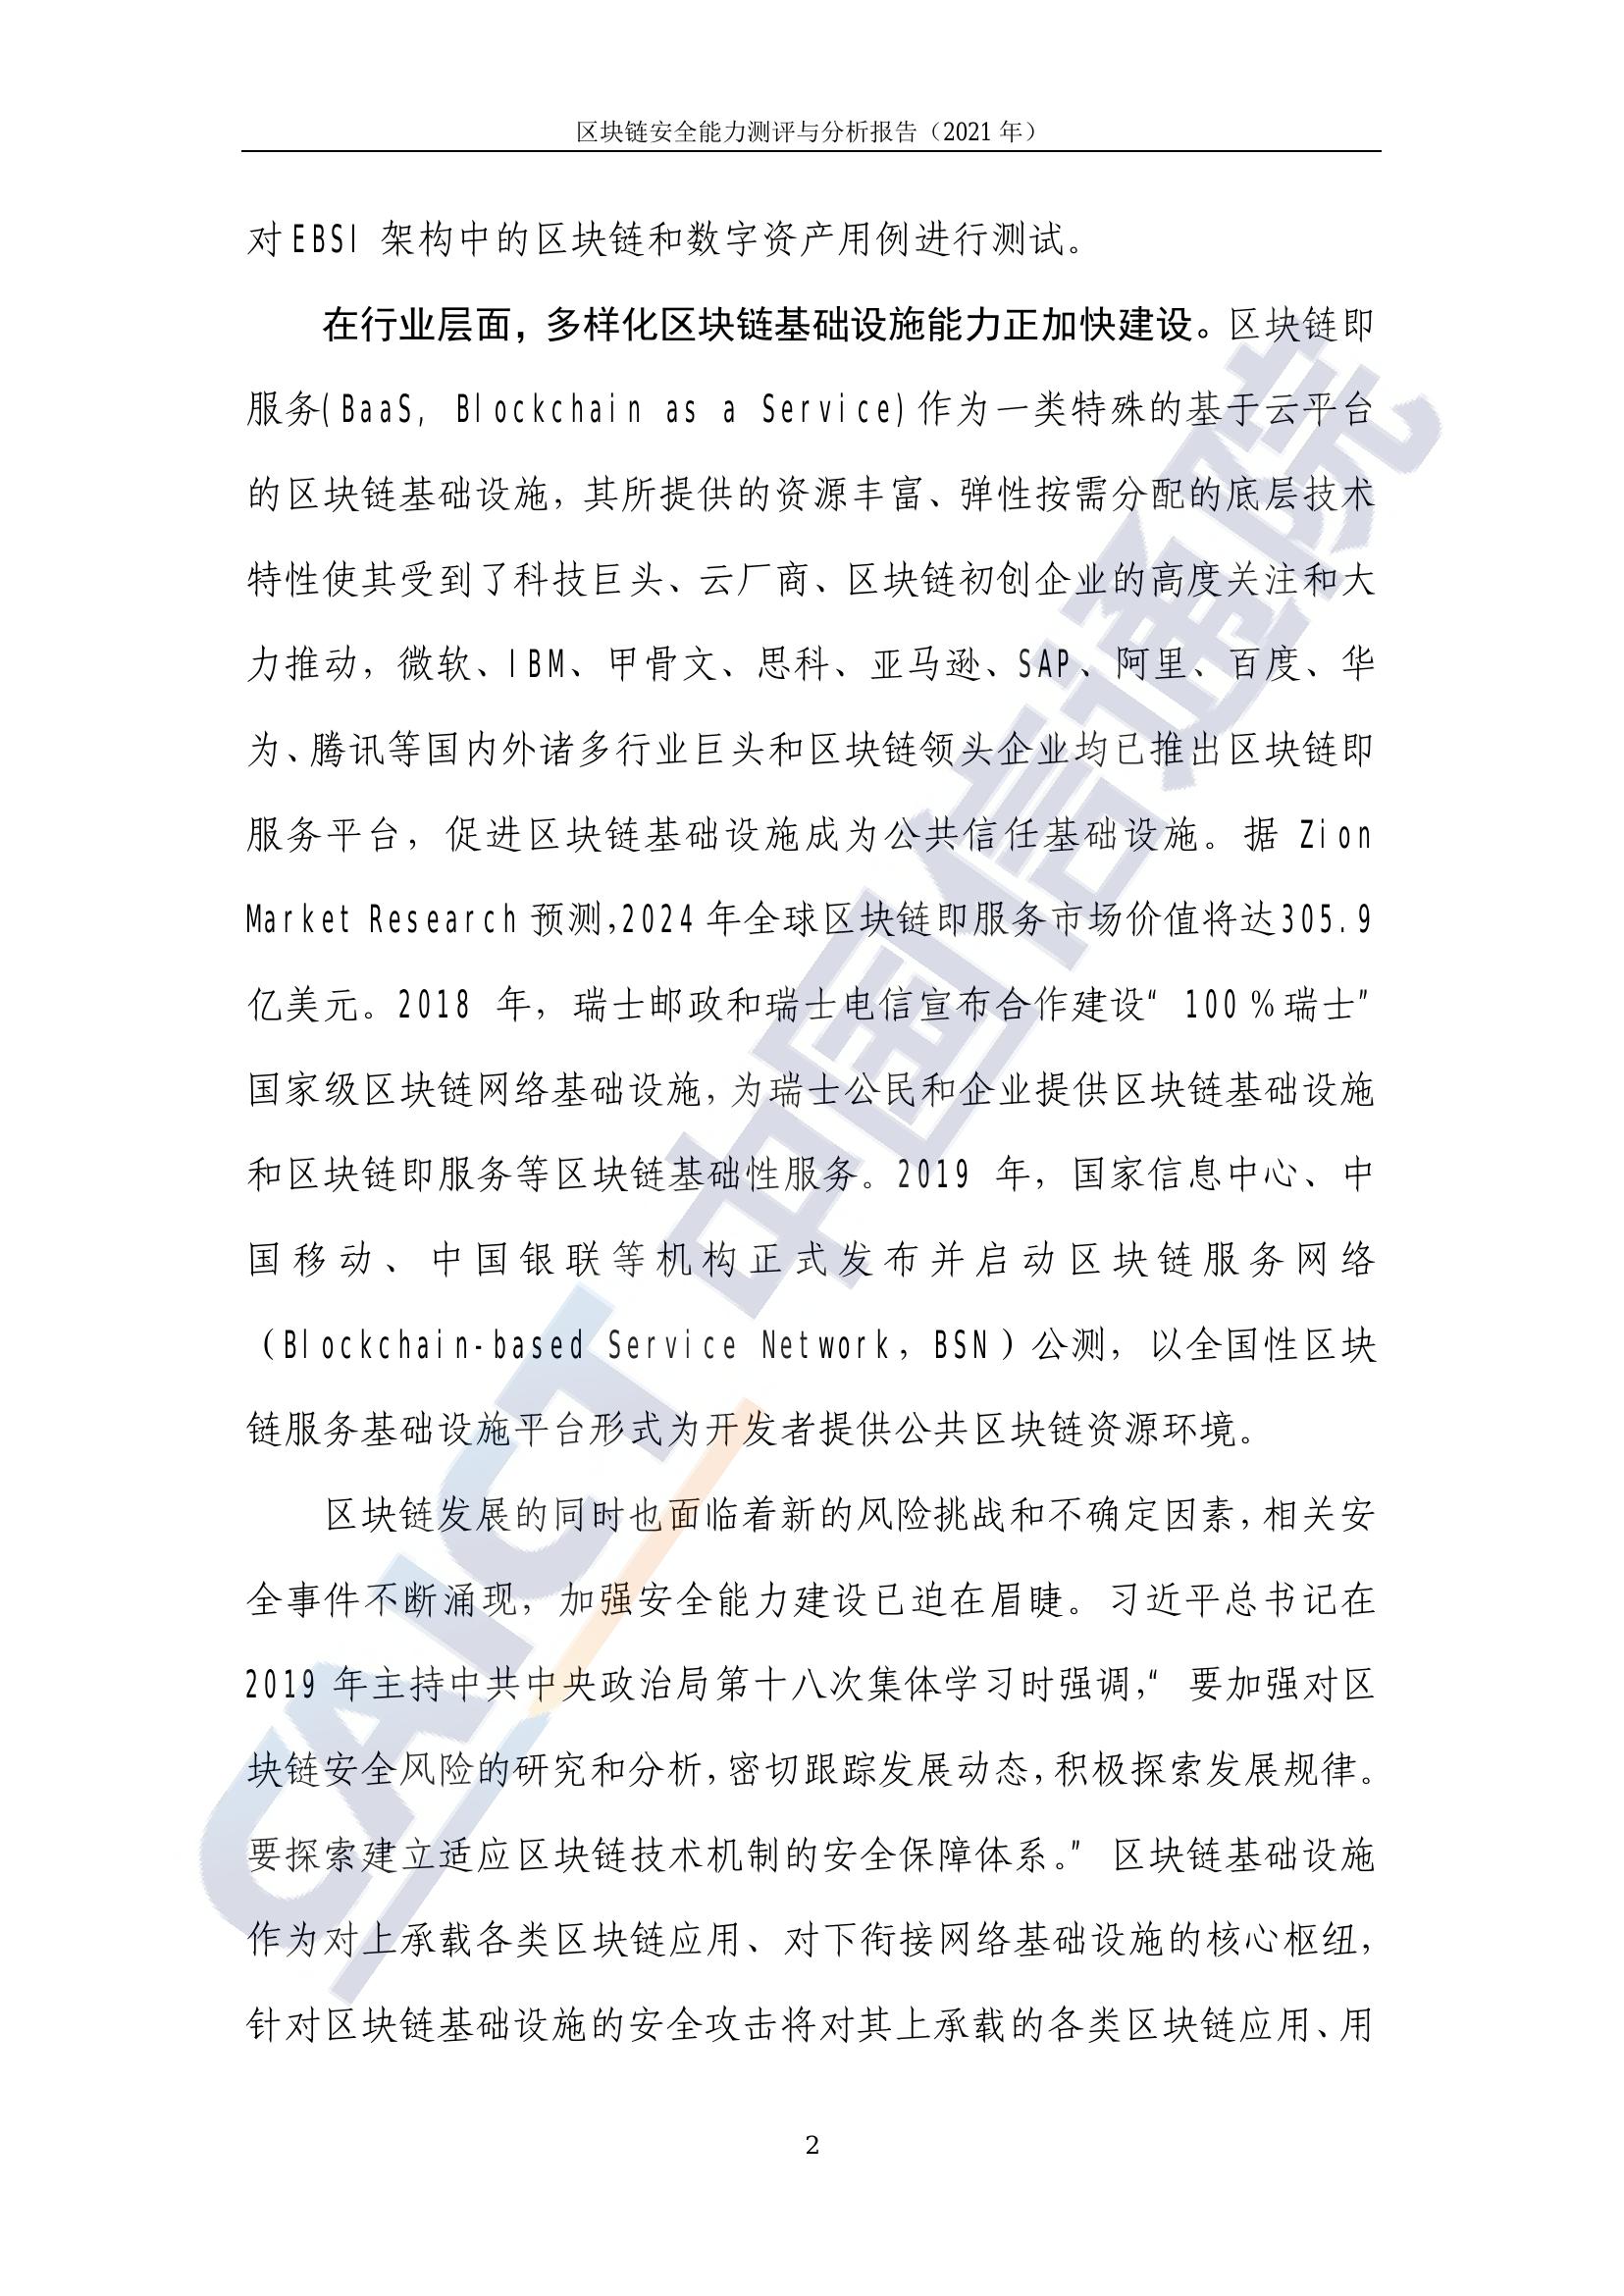 区块链安全能力测评与分析报告（2021 年）
对 EBSI 架构中的区块链和数字资产用例进行测试。
在行业层面，多样化区块链基础设施能力正加快建设。区块链即
服务(BaaS, Blockchain as a Service)作为一类特殊的基于云平台
的区块链基础设施，其所提供的资源丰富、弹性按需分配的底层技术
特性使其受到了科技巨头、云厂商、区块链初创企业的高度关注和大
力推动，微软、IBM、甲骨文、思科、亚马逊、SAP、阿里、百度、华
为、腾讯等国内外诸多行业巨头和区块链领头企业均已推出区块链即
服务平台，促进区块链基础设施成为公共信任基础设施。据 Zion
Market Research 预测，2024 年全球区块链即服务市场价值将达 305.9
亿美元。2018 年，瑞士邮政和瑞士电信宣布合作建设“100%瑞士”
国家级区块链网络基础设施，为瑞士公民和企业提供区块链基础设施
和区块链即服务等区块链基础性服务。2019 年，国家信息中心、中
国移动、中国银联等机构正式发布并启动区块链服务网络
（Blockchain-based Service Network，BSN）公测，以全国性区块
链服务基础设施平台形式为开发者提供公共区块链资源环境。
区块链发展的同时也面临着新的风险挑战和不确定因素，相关安
全事件不断涌现，加强安全能力建设已迫在眉睫。习近平总书记在
2019 年主持中共中央政治局第十八次集体学习时强调，“要加强对区
块链安全风险的研究和分析，密切跟踪发展动态，积极探索发展规律。
要探索建立适应区块链技术机制的安全保障体系。”区块链基础设施
作为对上承载各类区块链应用、对下衔接网络基础设施的核心枢纽，
针对区块链基础设施的安全攻击将对其上承载的各类区块链应用、用
CAICT 中国信通院
2